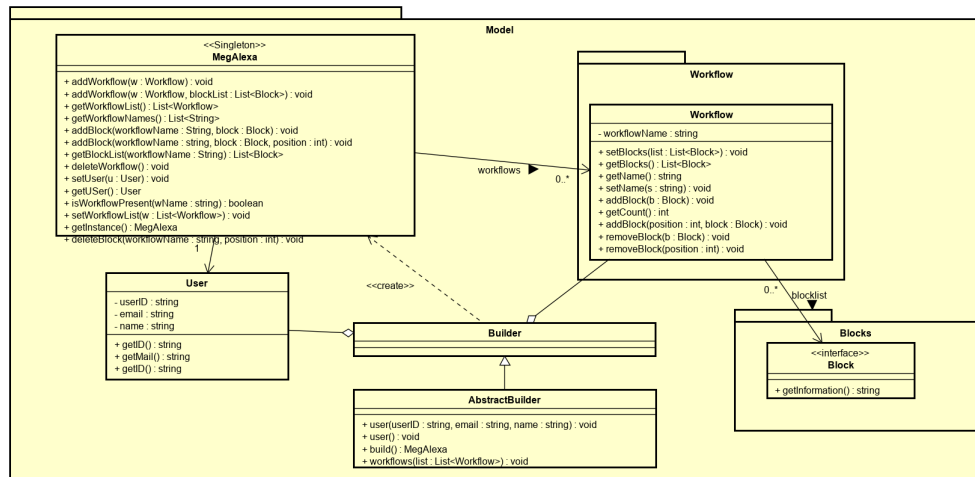 Model
<<Singleton>>
MegAlexa
+ addWorkflow(w : Workflow) : void
+ addWorkflow(w : Workflow, blockList : List<Block>) : void
+ getWorkflowList() : List<Workflow>
+ getWorkflowNames() : List<String>
+ addBlock(workflowName : String, block : Block) : void
+ addBlock(workflowName : string, block : Block, position : int) : void
+ getBlockList(workflowName : String) : List<Block>
+ deleteWorkflow() : void
+ setUser(u : User) : void
+ getUSer() : User
+ isWorkflowPresent(wName : string) : boolean
+ setWorkflowList(w : List<Workflow>) : void
+ getInstance() : MegAlexa
+ deleteBlock(workflowName : string, position : int) : void
1
workflows
0..*
Workflow
Workflow
- workflowName : string
+ setBlocks(list : List<Block>) : void
+ getBlocks() : List<Block>
+ getName() : string
+ setName(s : string) : void
+ addBlock(b : Block) : void
+ getCount() : int
+ addBlock(position : int, block : Block) : void
+ removeBlock(b : Block) : void
+ removeBlock(position : int) : void
0..*
blocklist
User
- userID : string
- email : string
- name : string
+ getID() : string
+ getMail() : string
+ getID() : string
<<create>>
Builder
Blocks
<<interface>>
Block
+ getInformation() : string
AbstractBuilder
+ user(userID : string, email : string, name : string) : void
+ user() : void
+ build() : MegAlexa
+ workflows(list : List<Workflow>) : void